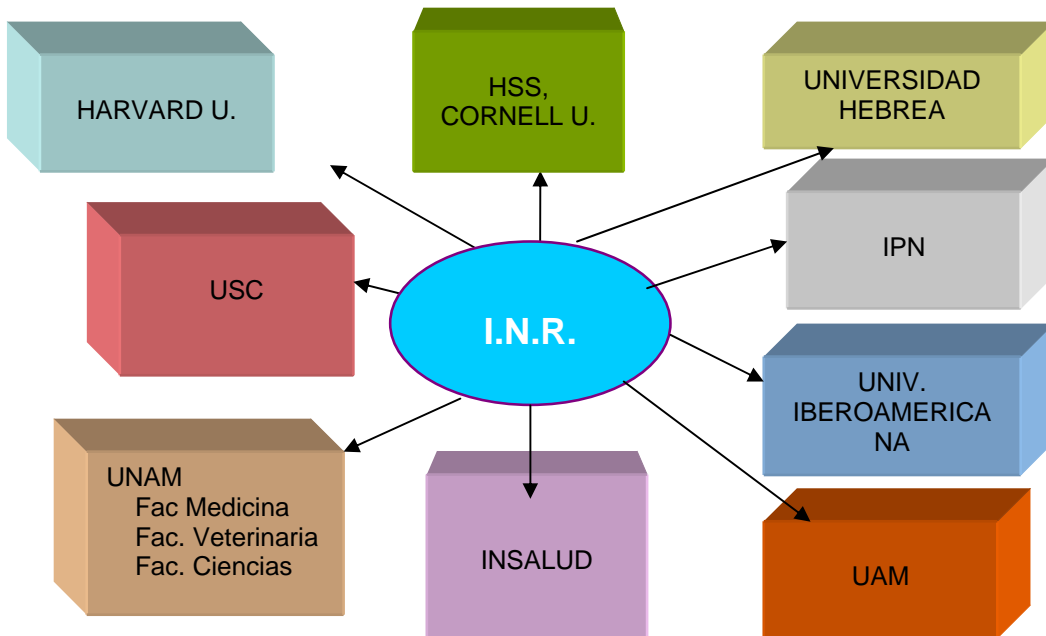 HARVARD U.
HSS,
CORNELL U.
UNIVERSIDAD
HEBREA
USC
I.N.R.
IPN
UNIV.
IBEROAMERICA
NA
UNAM
Fac Medicina
Fac. Veterinaria
Fac. Ciencias
INSALUD
UAM